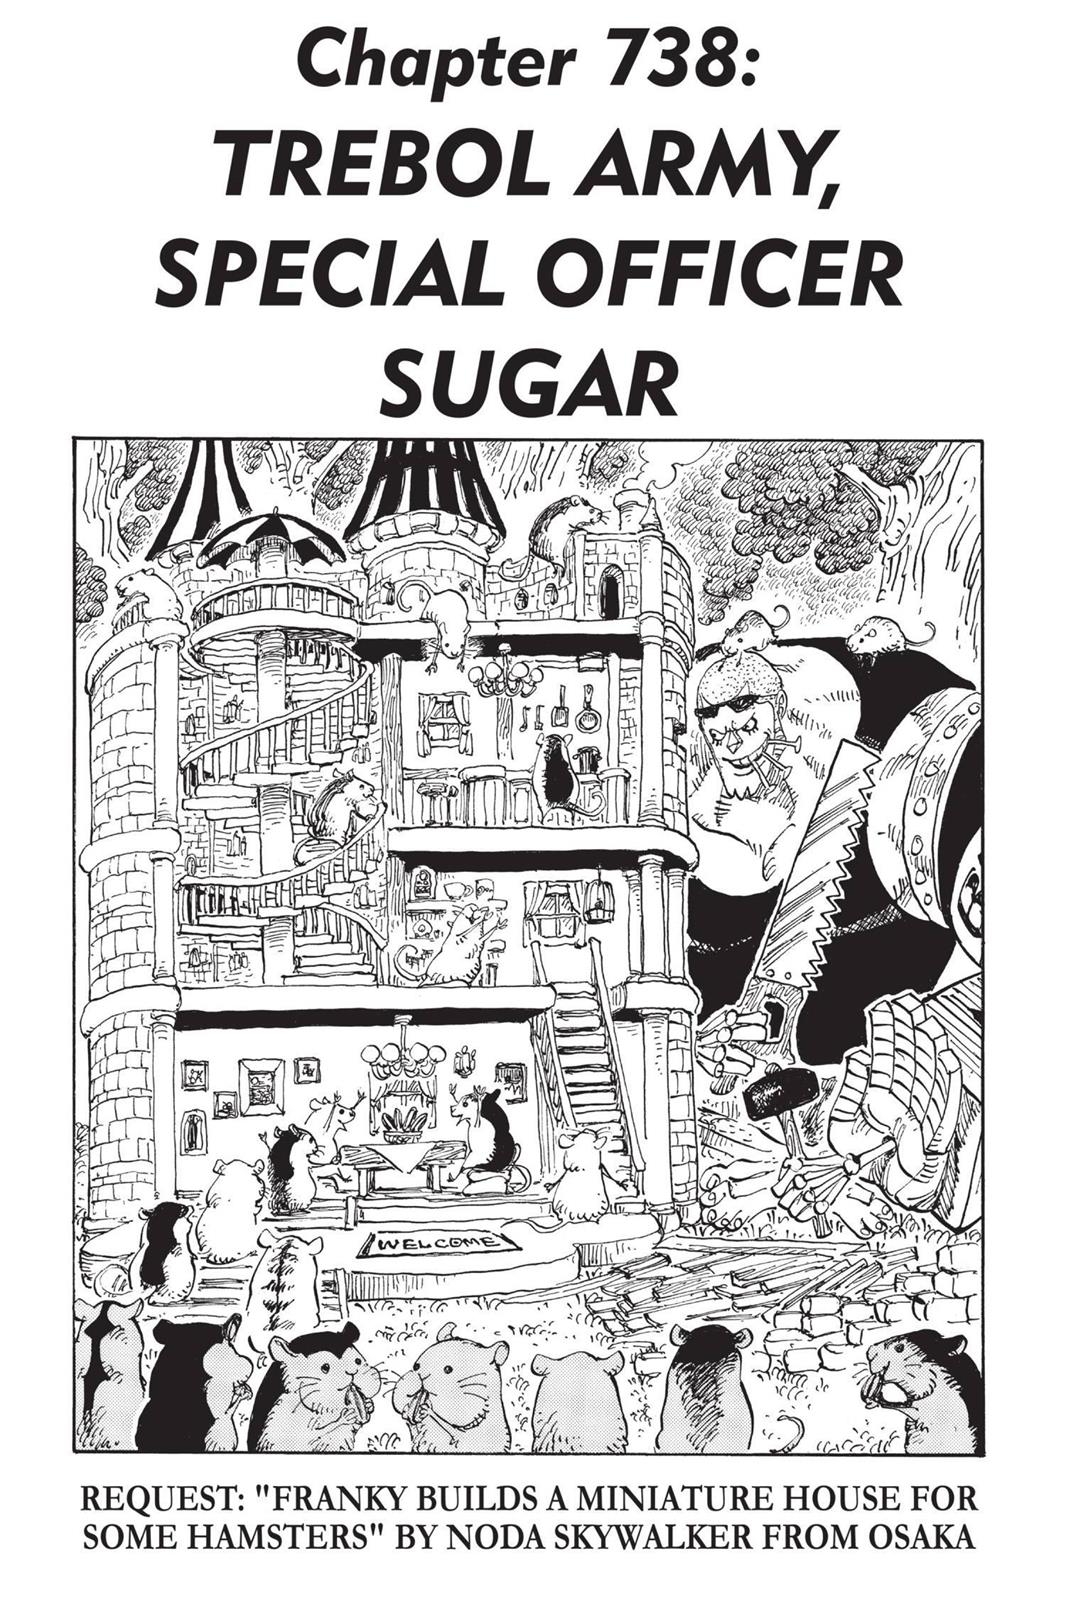 Chapter 738:
TREBOL ARMY,
SPECIAL OFFICER
SUGAR
WELCOME
REQUEST: "FRANKY BUILDS A MINIATURE HOUSE FOR
SOME HAMSTERS" BY NODA SKYWALKER FROM OSAKA